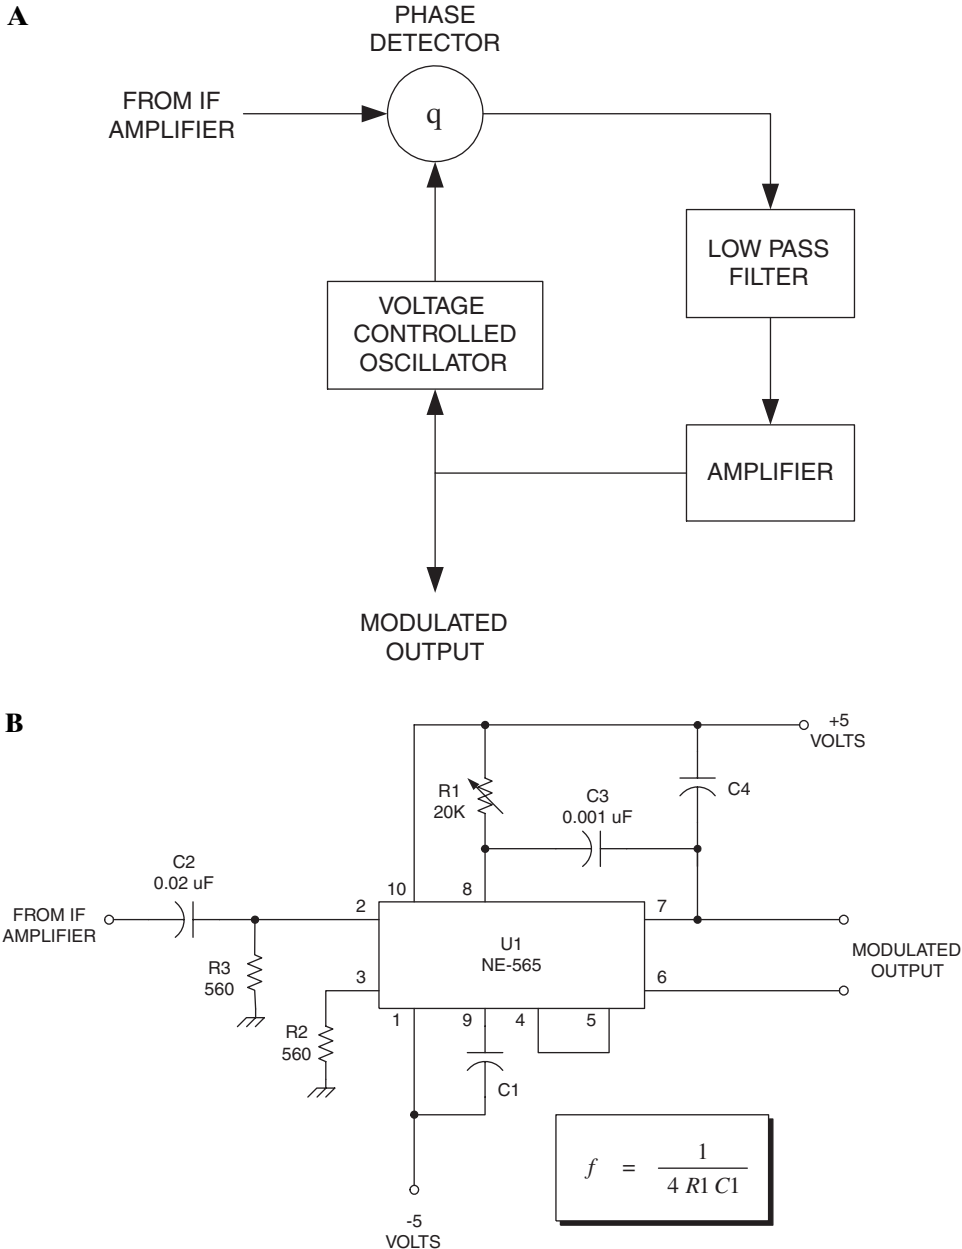 A
PHASE
DETECTOR
FROM IF
AMPLIFIER
q
LOW PASS
FILTER
VOLTAGE
CONTROLLED
OSCILLATOR
AMPLIFIER
MODULATED
OUTPUT
B
+5
VOLTS
R1
20K
C3
0.001 uF
C4
C2
0.02 uF
10
8
FROM IF
AMPLIFIER
2
7
U1
NE-565
MODULATED
OUTPUT
R3
560
3
6
1
9
4
5
R2
560
C1
f = 1
4 R1 C1
-5
VOLTS